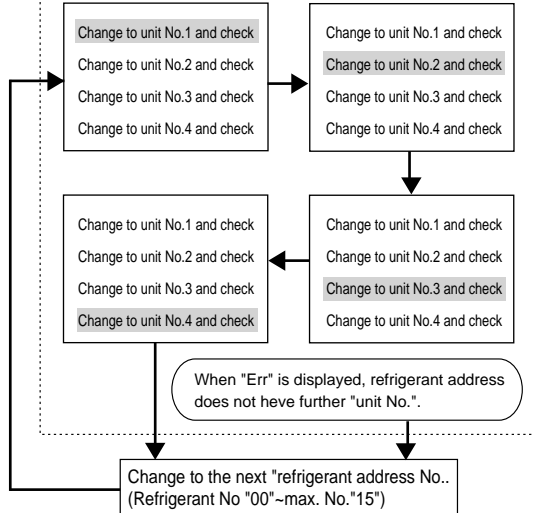 Change to unit No.1 and check
Change to unit No.2 and check
Change to unit No.3 and check
Change to unit No.4 and check
Change to unit No.1 and check
Change to unit No.2 and check
Change to unit No.3 and check
Change to unit No.4 and check
Change to unit No.1 and check
Change to unit No.2 and check
Change to unit No.3 and check
Change to unit No.4 and check
Change to unit No.1 and check
Change to unit No.2 and check
Change to unit No.3 and check
Change to unit No.4 and check
When "Err" is displayed, refrigerant address
does not heve further "unit No.".
Change to the next "refrigerant address No..
(Refrigerant No "00"~max. No."15")